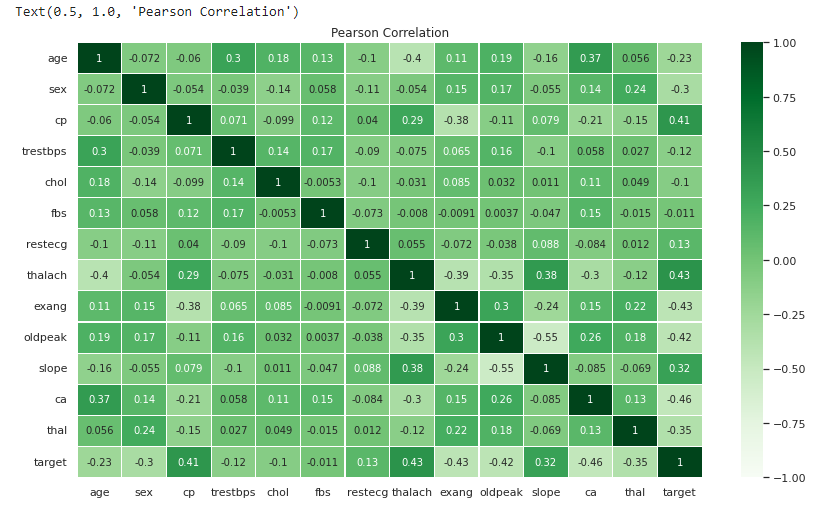 Text(0.5, 1.0, 'Pearson Correlation')
Pearson Correlation
age 1 -0.072 -0.06 0.3 0.18 0.13 -0.1 -0.4 0.11 0.19 -0.16 0.37 0.056 -0.23
sex -0.072 1 -0.054 -0.039 -0.14 0.058 -0.11 -0.054 0.15 0.17 -0.055 0.14 0.24 -0.3
cp -0.06 -0.054 1 0.071 -0.099 0.12 0.04 0.29 -0.38 -0.11 0.079 -0.21 -0.15 0.41
trestbps 0.3 -0.039 0.071 1 0.14 0.17 -0.09 -0.075 0.065 0.16 -0.1 0.058 0.027 -0.12
chol 0.18 -0.14 -0.099 0.14 1 -0.0053 -0.1 -0.031 0.085 0.032 0.011 0.11 0.049 -0.1
fbs 0.13 0.058 0.12 0.17 -0.0053 1 -0.073 -0.008 -0.0091 0.0037 -0.047 0.15 -0.015 -0.011
restecg -0.1 -0.11 0.04 -0.09 -0.1 -0.073 1 0.055 -0.072 -0.038 0.088 -0.084 0.012 0.13
thalach -0.4 -0.054 0.29 -0.075 -0.031 -0.008 0.055 1 -0.39 -0.35 0.38 -0.3 -0.12 0.43
exang 0.11 0.15 -0.38 0.065 0.085 -0.0091 -0.072 -0.39 1 0.3 -0.24 0.15 0.22 -0.43
oldpeak 0.19 0.17 -0.11 0.16 0.032 0.0037 -0.038 -0.35 0.3 1 -0.55 0.26 0.18 -0.42
slope -0.16 -0.055 0.079 -0.1 0.011 -0.047 0.088 0.38 -0.24 -0.55 1 -0.085 -0.069 0.32
ca 0.37 0.14 -0.21 0.058 0.11 0.15 -0.084 -0.3 0.15 0.26 -0.085 1 0.13 -0.46
thal 0.056 0.24 -0.15 0.027 0.049 -0.015 0.012 -0.12 0.22 0.18 -0.069 0.13 1 -0.35
target -0.23 -0.3 0.41 -0.12 -0.1 -0.011 0.13 0.43 -0.43 -0.42 0.32 -0.46 -0.35 1
age sex cp trestbps chol fbs restecg thalach exang oldpeak slope ca thal target
1.00
0.75
0.50
0.25
0.00
−0.25
−0.50
−0.75
−1.00